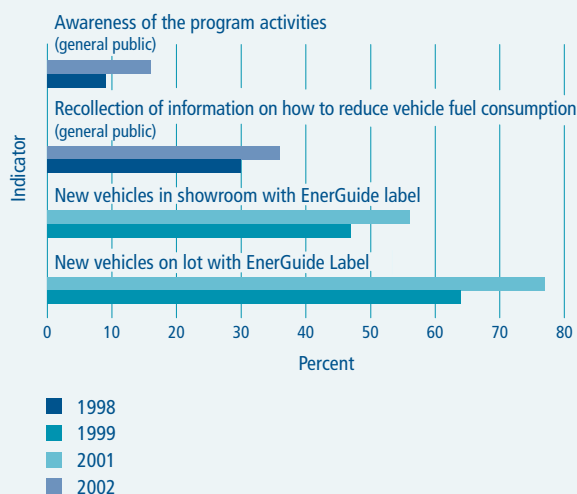 Awareness of the program activities
(general public)
Recollection of information on how to reduce vehicle fuel consumption
(general public)
New vehicles in showroom with EnerGuide label
New vehicles on lot with EnerGuide Label
Indicator
0 10 20 30 40 50 60 70 80
Percent
1998
1999
2001
2002